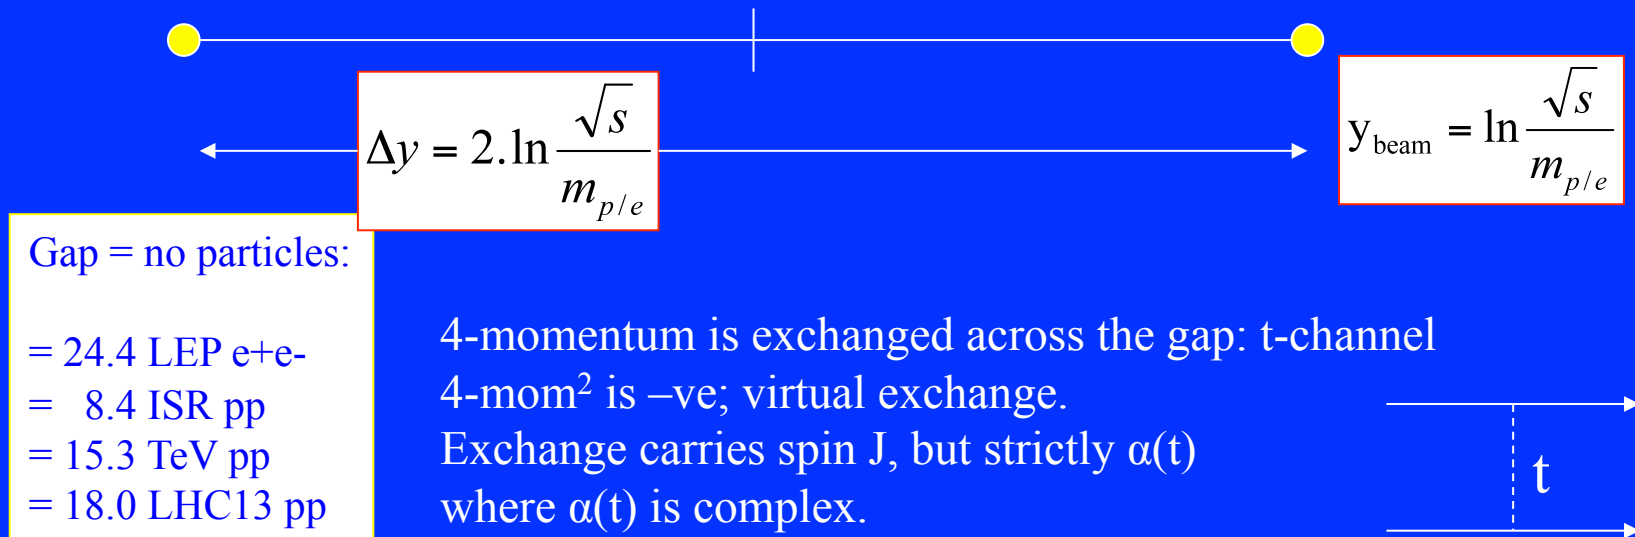 Δy = 2.ln √s / m_{p/e}
y_beam = ln √s / m_{p/e}
Gap = no particles:
= 24.4 LEP e+e-
= 8.4 ISR pp
= 15.3 TeV pp
= 18.0 LHC13 pp
4-momentum is exchanged across the gap: t-channel
4-mom² is –ve; virtual exchange.
Exchange carries spin J, but strictly α(t)
where α(t) is complex.
t